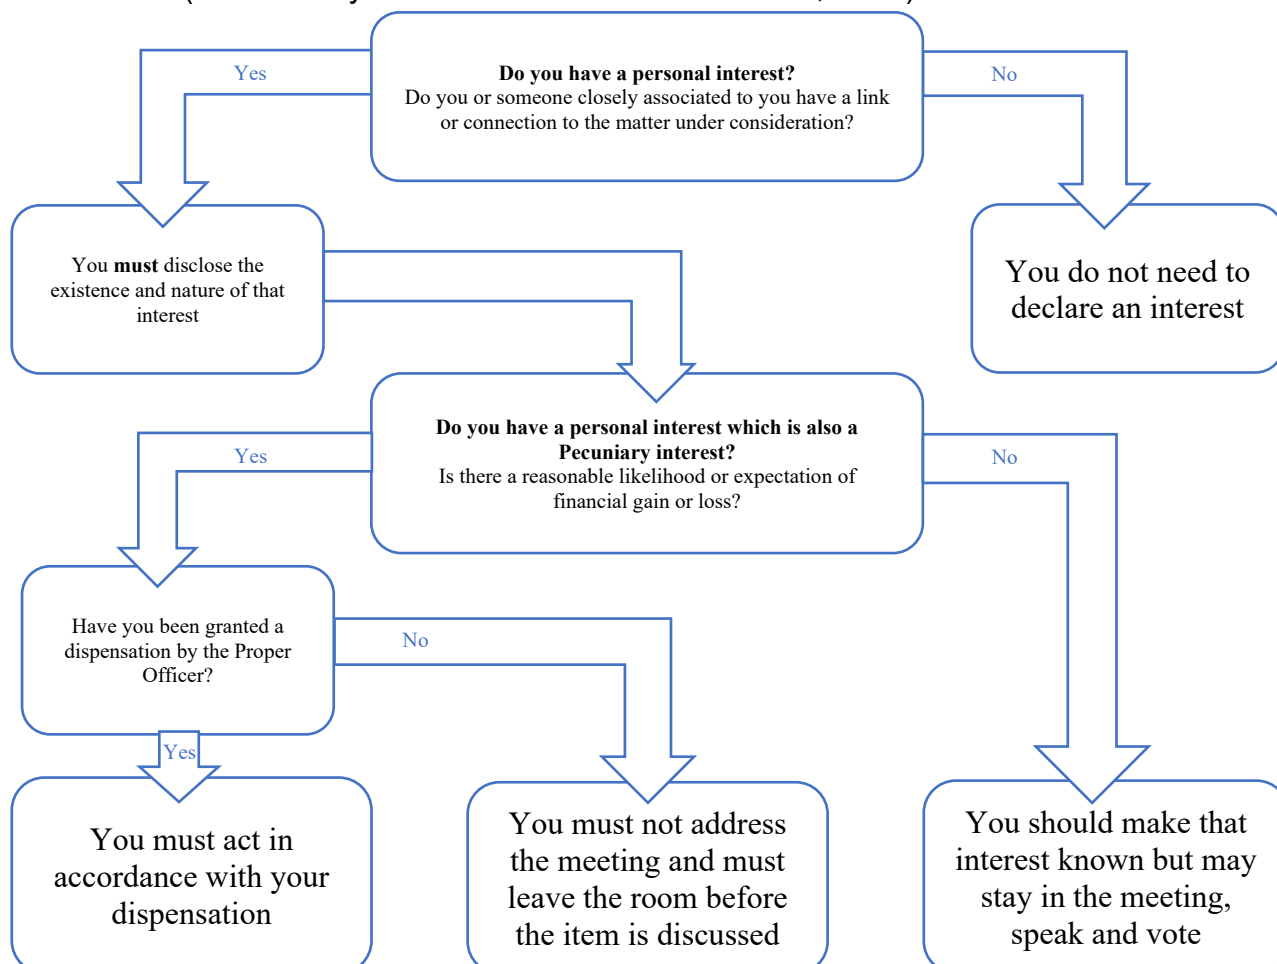 Yes
Do you have a personal interest?
Do you or someone closely associated to you have a link
or connection to the matter under consideration?
No
You must disclose the
existence and nature of that
interest
You do not need to
declare an interest
Yes
Do you have a personal interest which is also a
Pecuniary interest?
Is there a reasonable likelihood or expectation of
financial gain or loss?
No
Have you been granted a
dispensation by the Proper
Officer?
No
Yes
You must act in
accordance with your
dispensation
You must not address
the meeting and must
leave the room before
the item is discussed
You should make that
interest known but may
stay in the meeting,
speak and vote